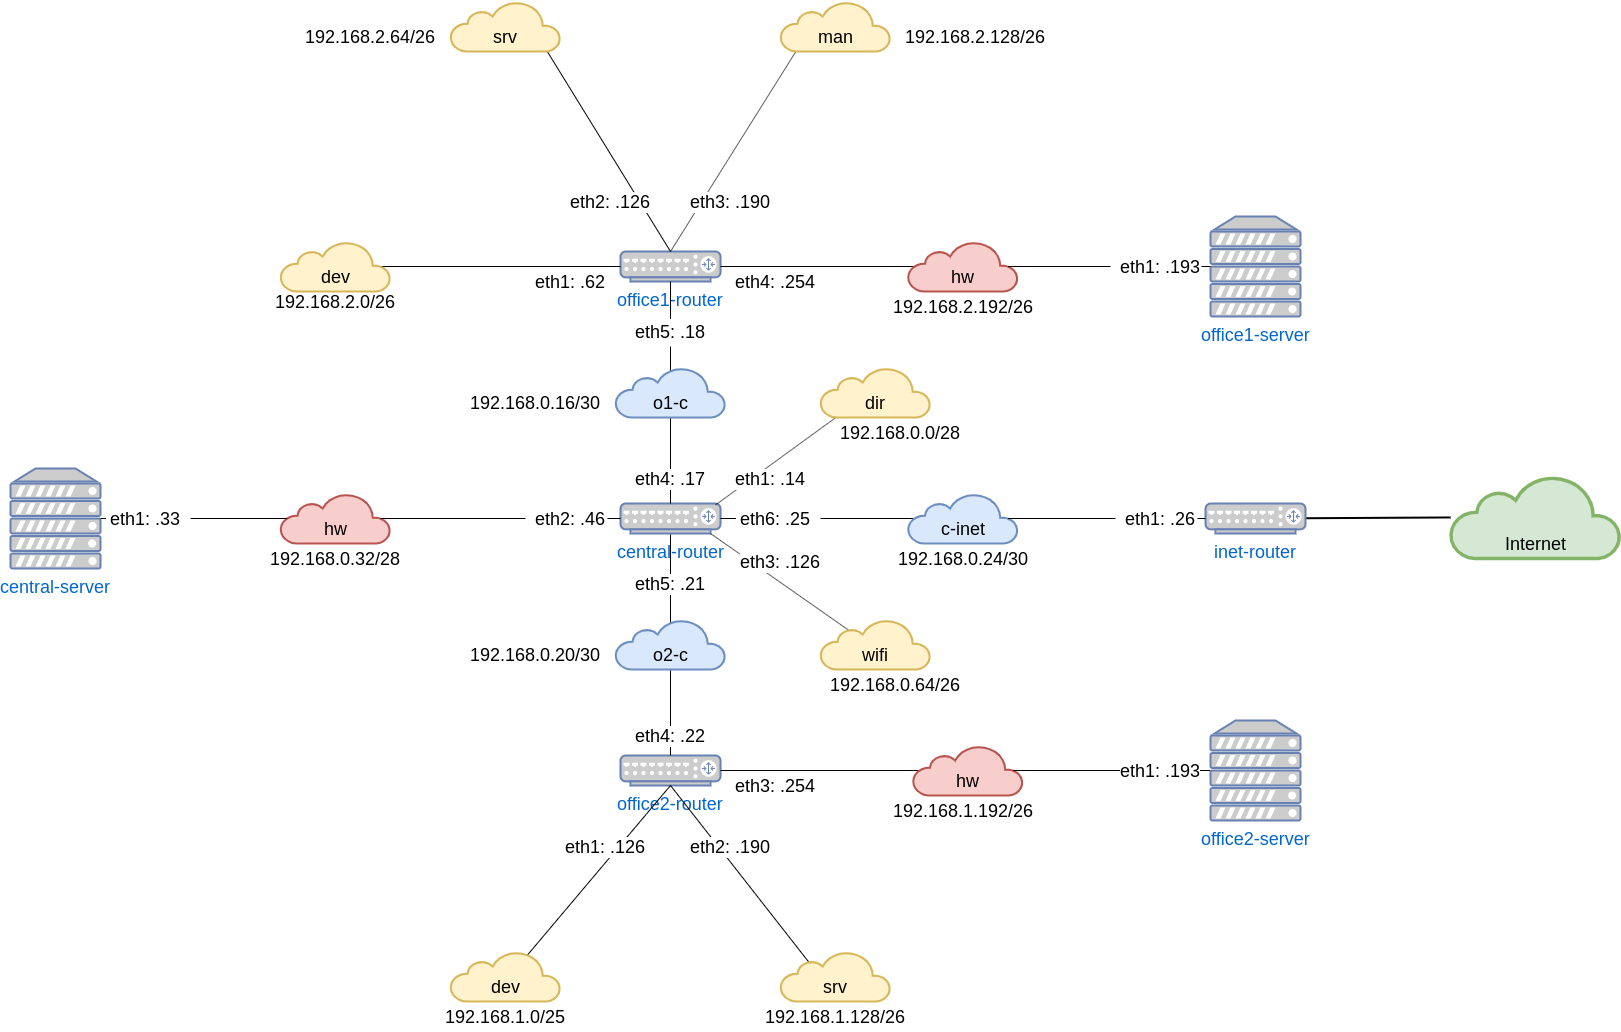 192.168.2.64/26
srv
man
192.168.2.128/26
eth2: .126
eth3: .190
dev
192.168.2.0/26
eth1: .62
office1-router
eth4: .254
hw
192.168.2.192/26
eth1: .193
office1-server
eth5: .18
192.168.0.16/30
o1-c
dir
192.168.0.0/28
eth4: .17
eth1: .14
central-server
eth1: .33
hw
192.168.0.32/28
eth2: .46
central-router
eth6: .25
c-inet
192.168.0.24/30
eth1: .26
inet-router
Internet
eth3: .126
eth5: .21
192.168.0.20/30
o2-c
wifi
192.168.0.64/26
eth4: .22
office2-router
eth3: .254
hw
192.168.1.192/26
eth1: .193
office2-server
eth1: .126
eth2: .190
dev
192.168.1.0/25
srv
192.168.1.128/26